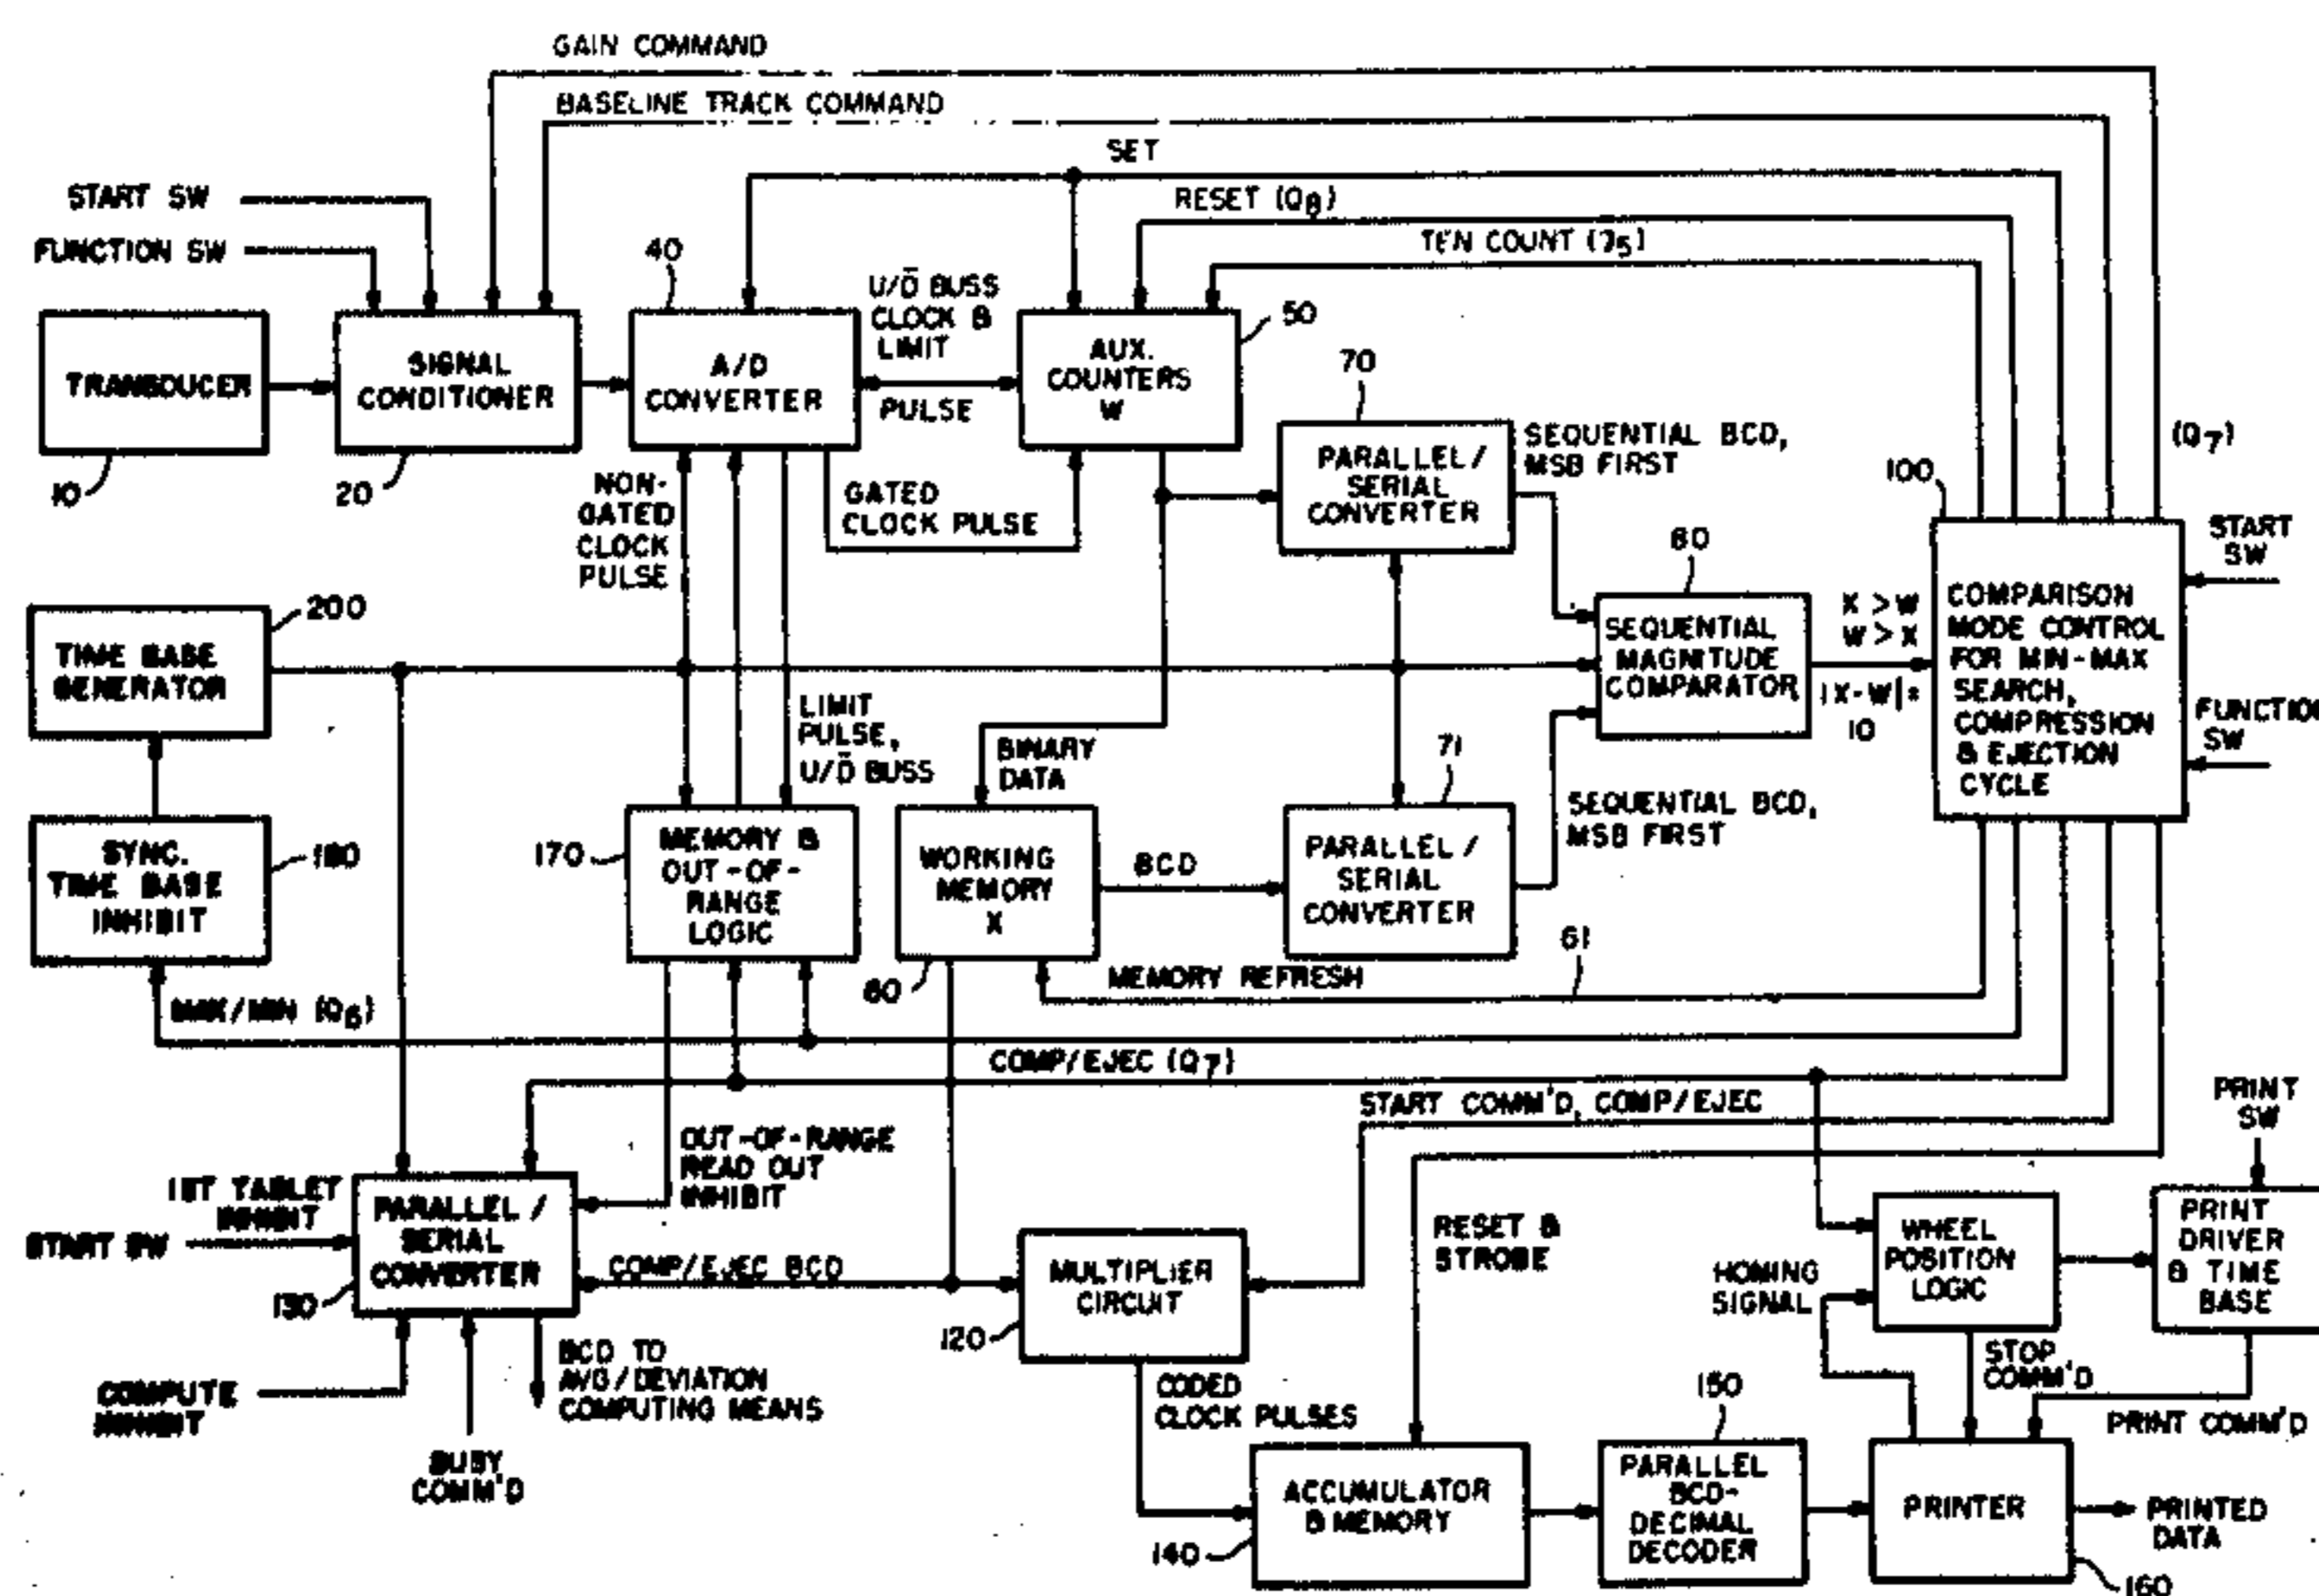 GAIN COMMAND
BASELINE TRACK COMMAND
SET
START SW
RESET (Q8)
FUNCTION SW
TEN COUNT (Q5)
40
U/D̄ BUSS
CLOCK &
LIMIT
PULSE
50
TRANSDUCER
SIGNAL
CONDITIONER
A/D
CONVERTER
AUX.
COUNTERS
W
70
10
20
NON-
GATED
CLOCK
PULSE
GATED
CLOCK PULSE
PARALLEL /
SERIAL
CONVERTER
SEQUENTIAL BCD,
MSB FIRST
(Q7)
100
START
SW
200
TIME BASE
GENERATOR
80
SEQUENTIAL
MAGNITUDE
COMPARATOR
X > W
W > X
|X-W| =
10
COMPARISON
MODE CONTROL
FOR MIN-MAX
SEARCH,
COMPRESSION
& EJECTION
CYCLE
FUNCTION
SW
LIMIT
PULSE,
U/D̄ BUSS
BINARY
DATA
71
SEQUENTIAL BCD,
MSB FIRST
SYNC.
TIME BASE
INHIBIT
180
170
MEMORY &
OUT-OF-
RANGE
LOGIC
WORKING
MEMORY
X
BCD
PARALLEL /
SERIAL
CONVERTER
60
MEMORY REFRESH
61
MAX/MIN (Q6)
COMP/EJEC (Q7)
START COMM'D, COMP/EJEC
PRINT
SW
OUT-OF-RANGE
READ OUT
INHIBIT
1ST TABLET
INHIBIT
START SW
PARALLEL /
SERIAL
CONVERTER
130
COMP/EJEC BCD
MULTIPLIER
CIRCUIT
120
RESET &
STROBE
HOMING
SIGNAL
WHEEL
POSITION
LOGIC
PRINT
DRIVER
& TIME
BASE
STOP
COMM'D
PRINT COMM'D
COMPUTE
INHIBIT
BUSY
COMM'D
BCD TO
AVG/DEVIATION
COMPUTING MEANS
CODED
CLOCK PULSES
150
ACCUMULATOR
& MEMORY
140
PARALLEL
BCD-
DECIMAL
DECODER
PRINTER
PRINTED
DATA
160